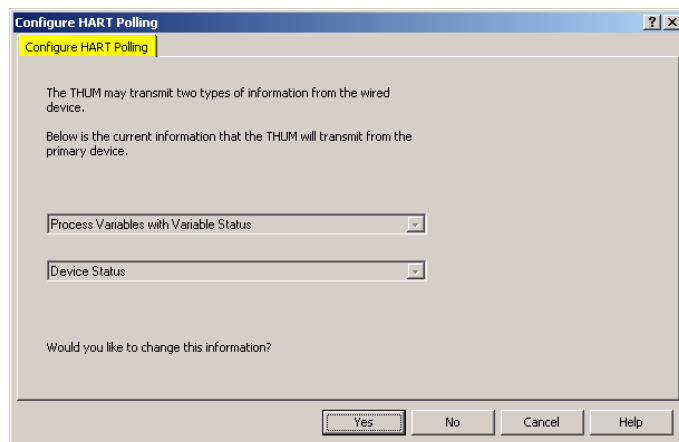 Configure HART Polling
Configure HART Polling
The THUM may transmit two types of information from the wired
device.
Below is the current information that the THUM will transmit from the
primary device.
Process Variables with Variable Status
Device Status
Would you like to change this information?
Yes No Cancel Help